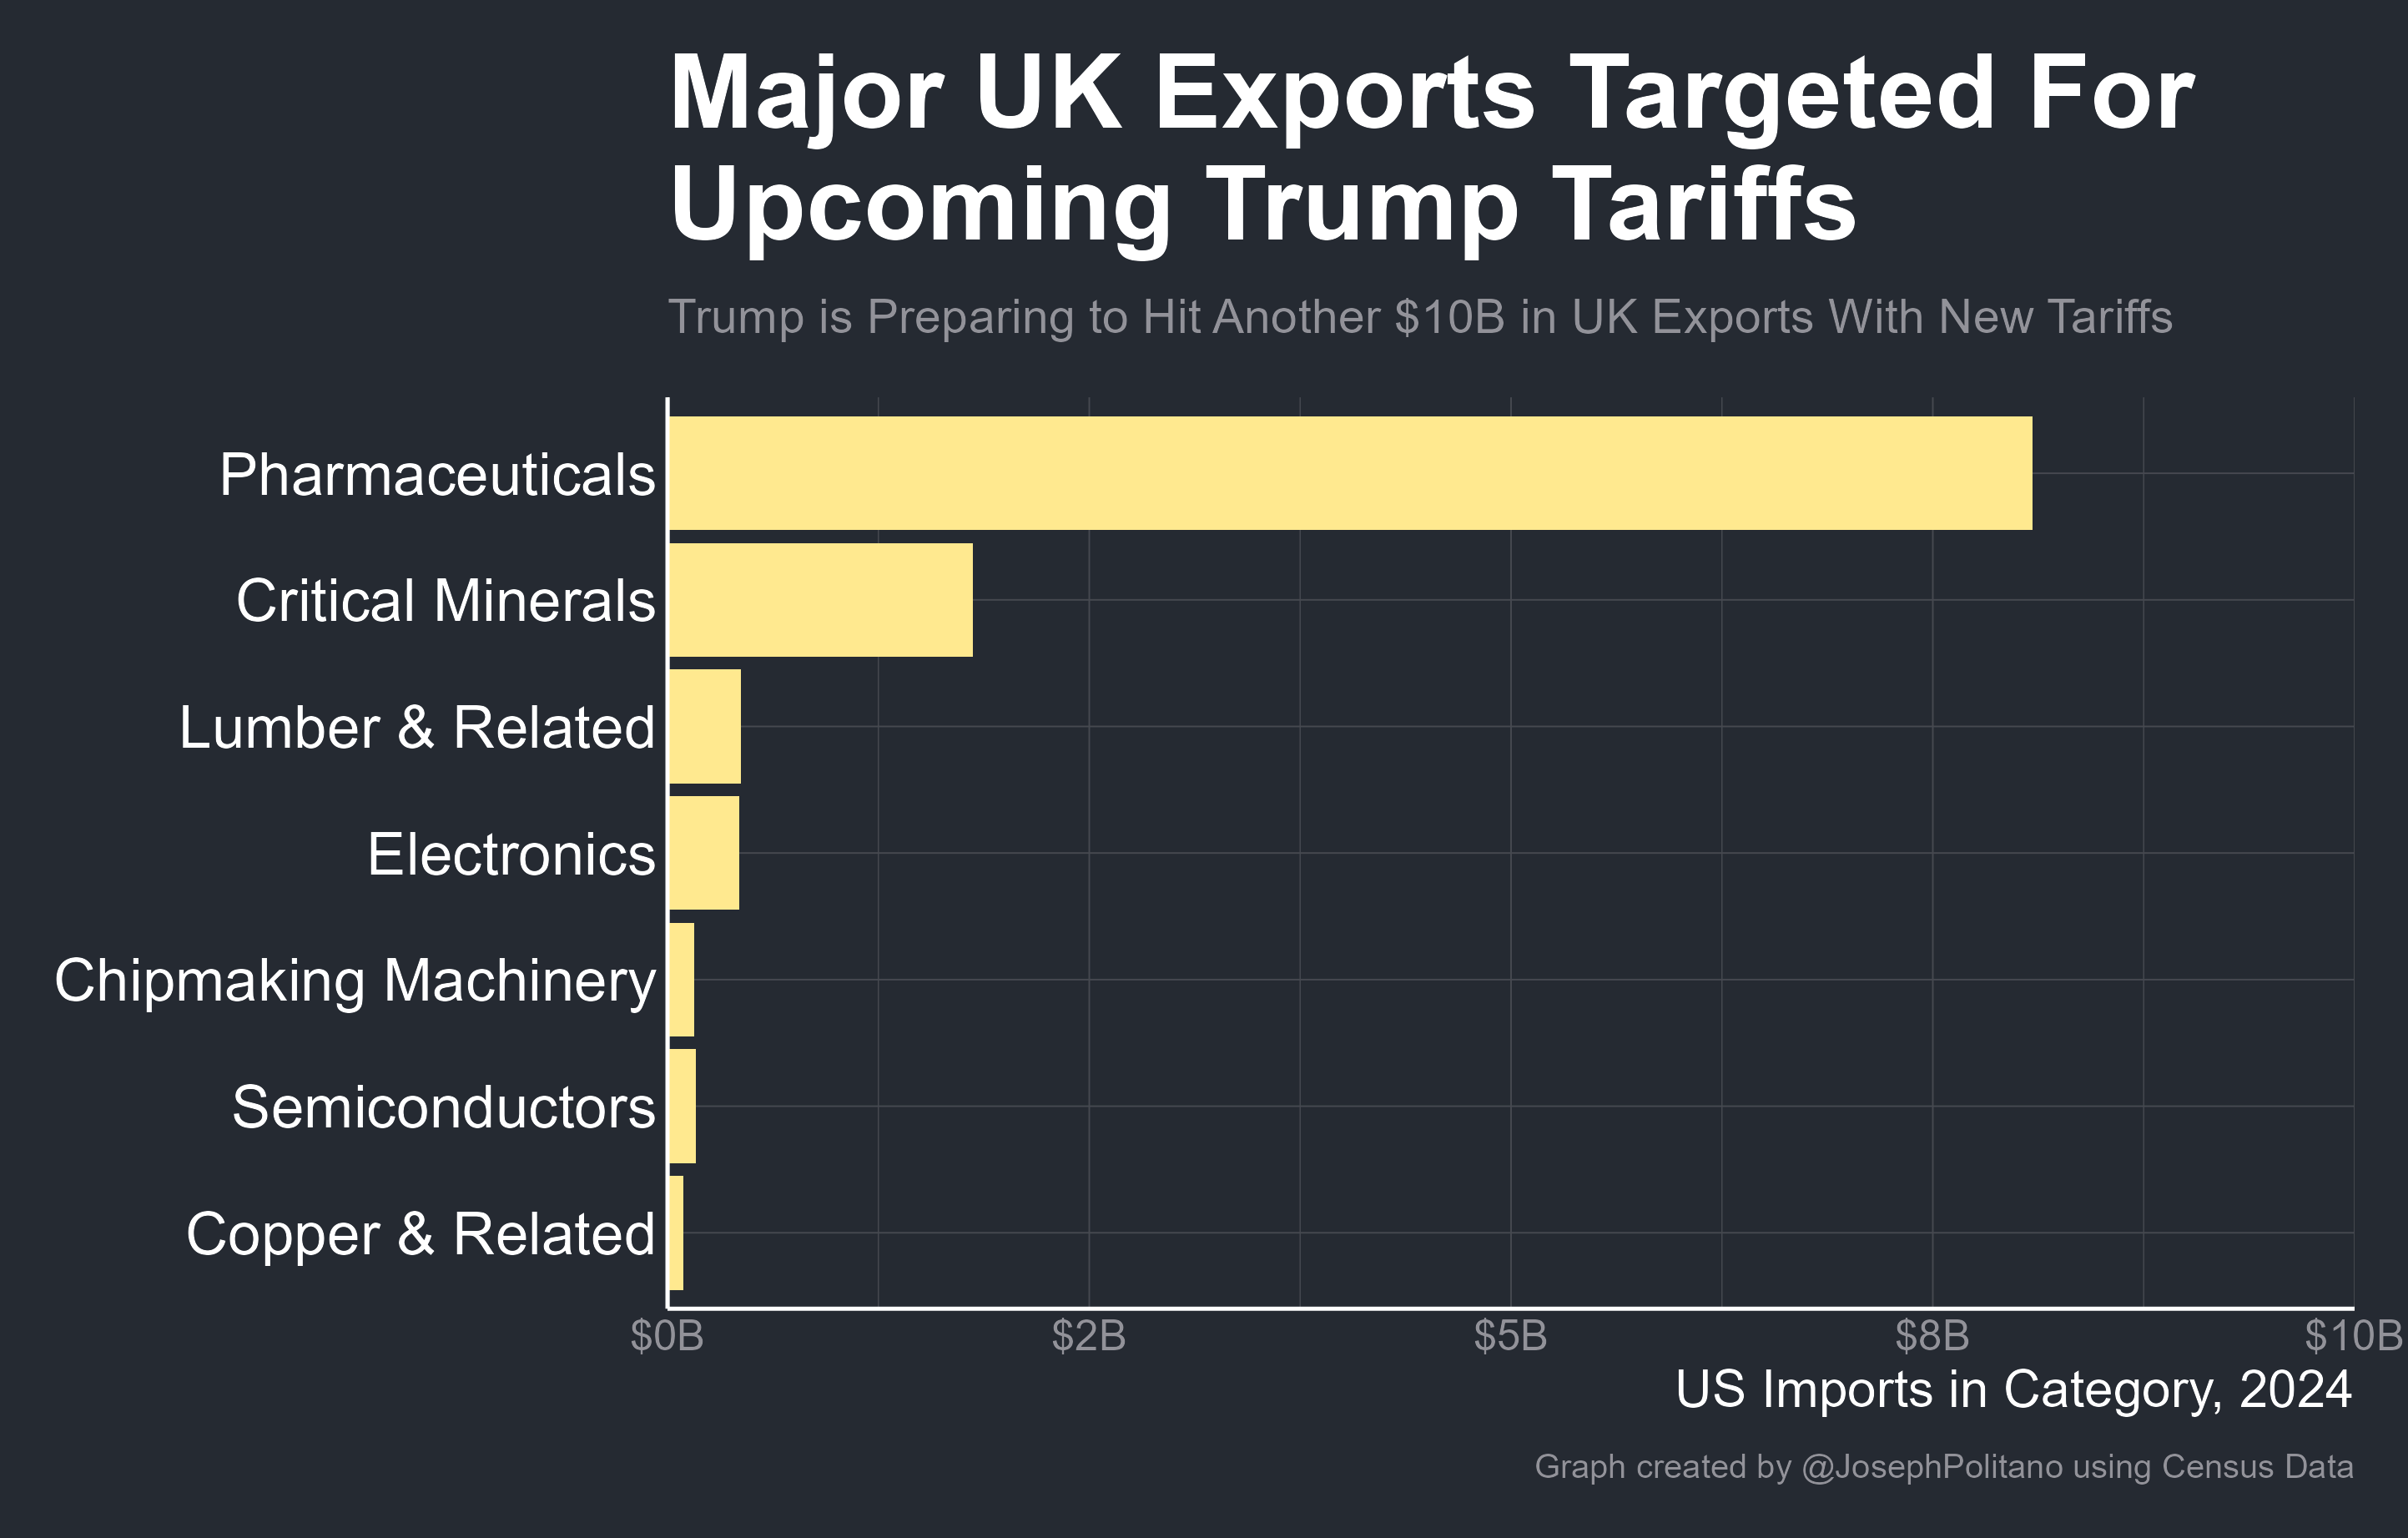 Major UK Exports Targeted For
Upcoming Trump Tariffs
Trump is Preparing to Hit Another $10B in UK Exports With New Tariffs
Pharmaceuticals
Critical Minerals
Lumber & Related
Electronics
Chipmaking Machinery
Semiconductors
Copper & Related
$0B $2B $5B $8B $10B
US Imports in Category, 2024
Graph created by @JosephPolitano using Census Data